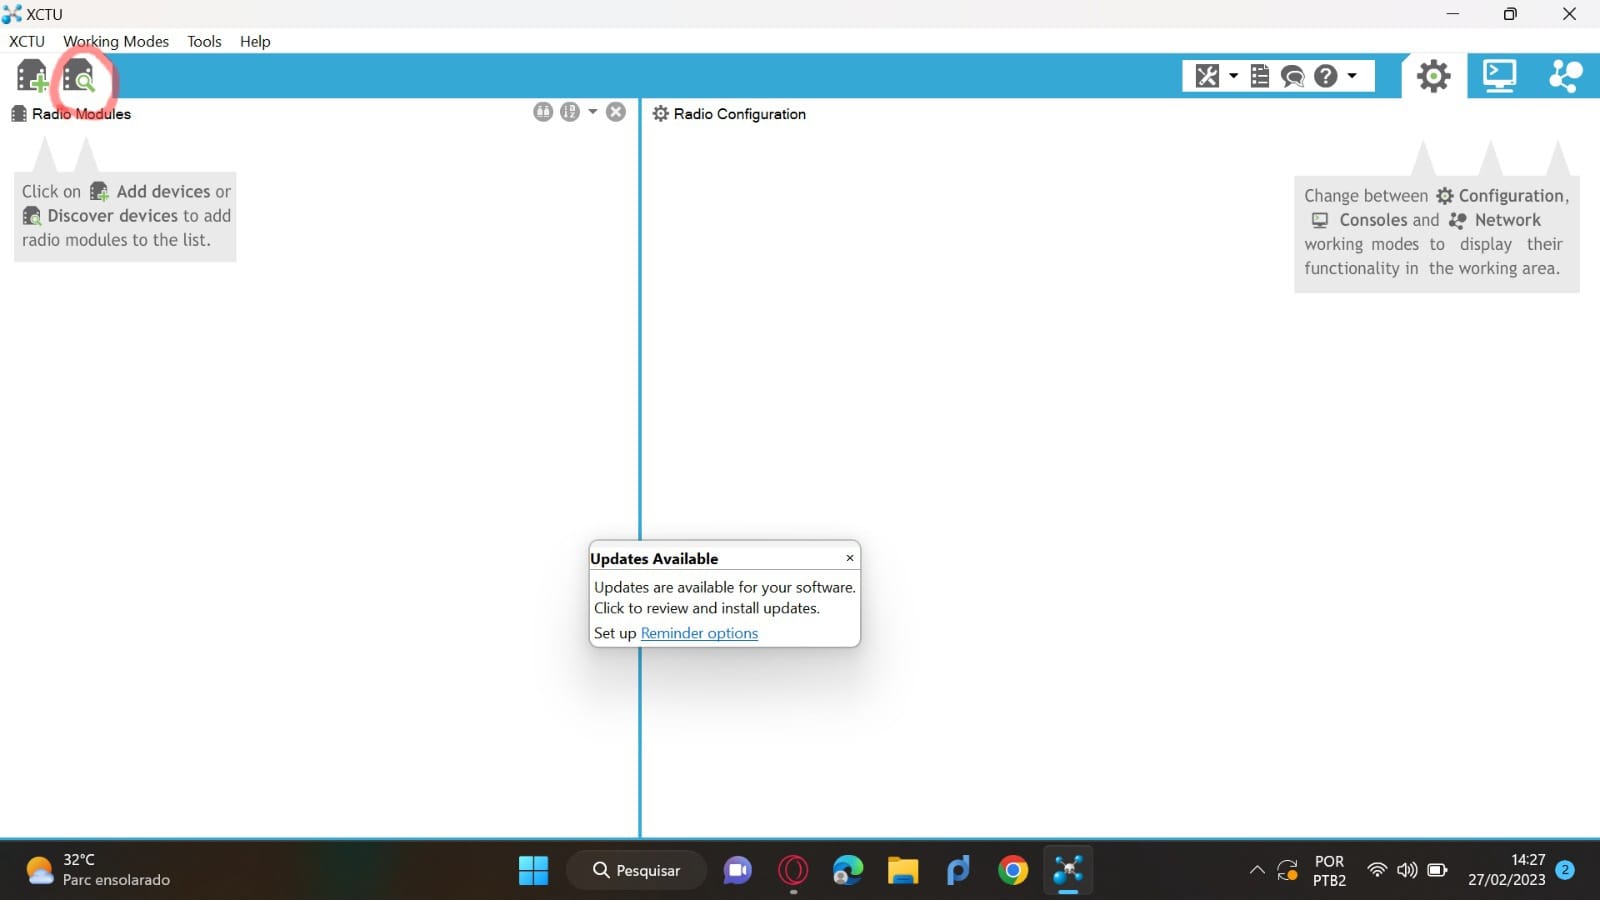 XCTU
XCTU Working Modes Tools Help
Radio Modules
Radio Configuration
Click on Add devices or
Discover devices to add
radio modules to the list.
Change between Configuration,
Consoles and Network
working modes to display their
functionality in the working area.
Updates Available
Updates are available for your software.
Click to review and install updates.
Set up Reminder options
32°C
Parc ensolarado
Pesquisar
POR
PTB2
14:27
27/02/2023
2